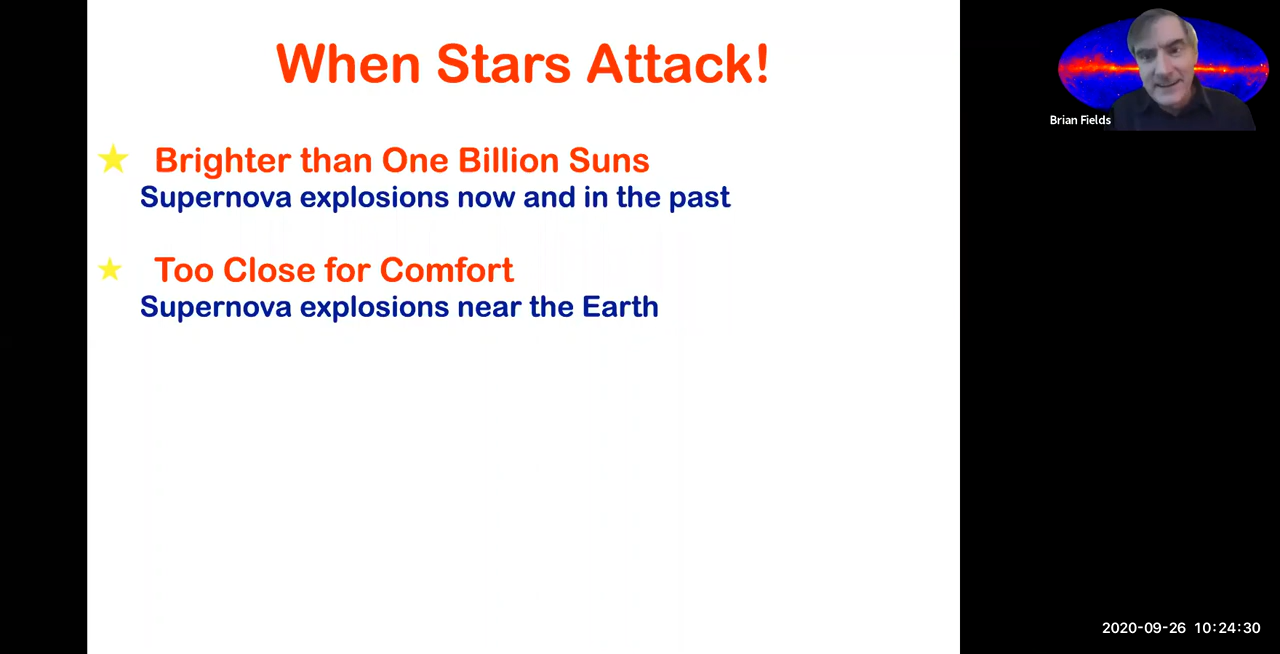 When Stars Attack!
Brighter than One Billion Suns
Supernova explosions now and in the past
Too Close for Comfort
Supernova explosions near the Earth
Brian Fields
2020-09-26 10:24:30